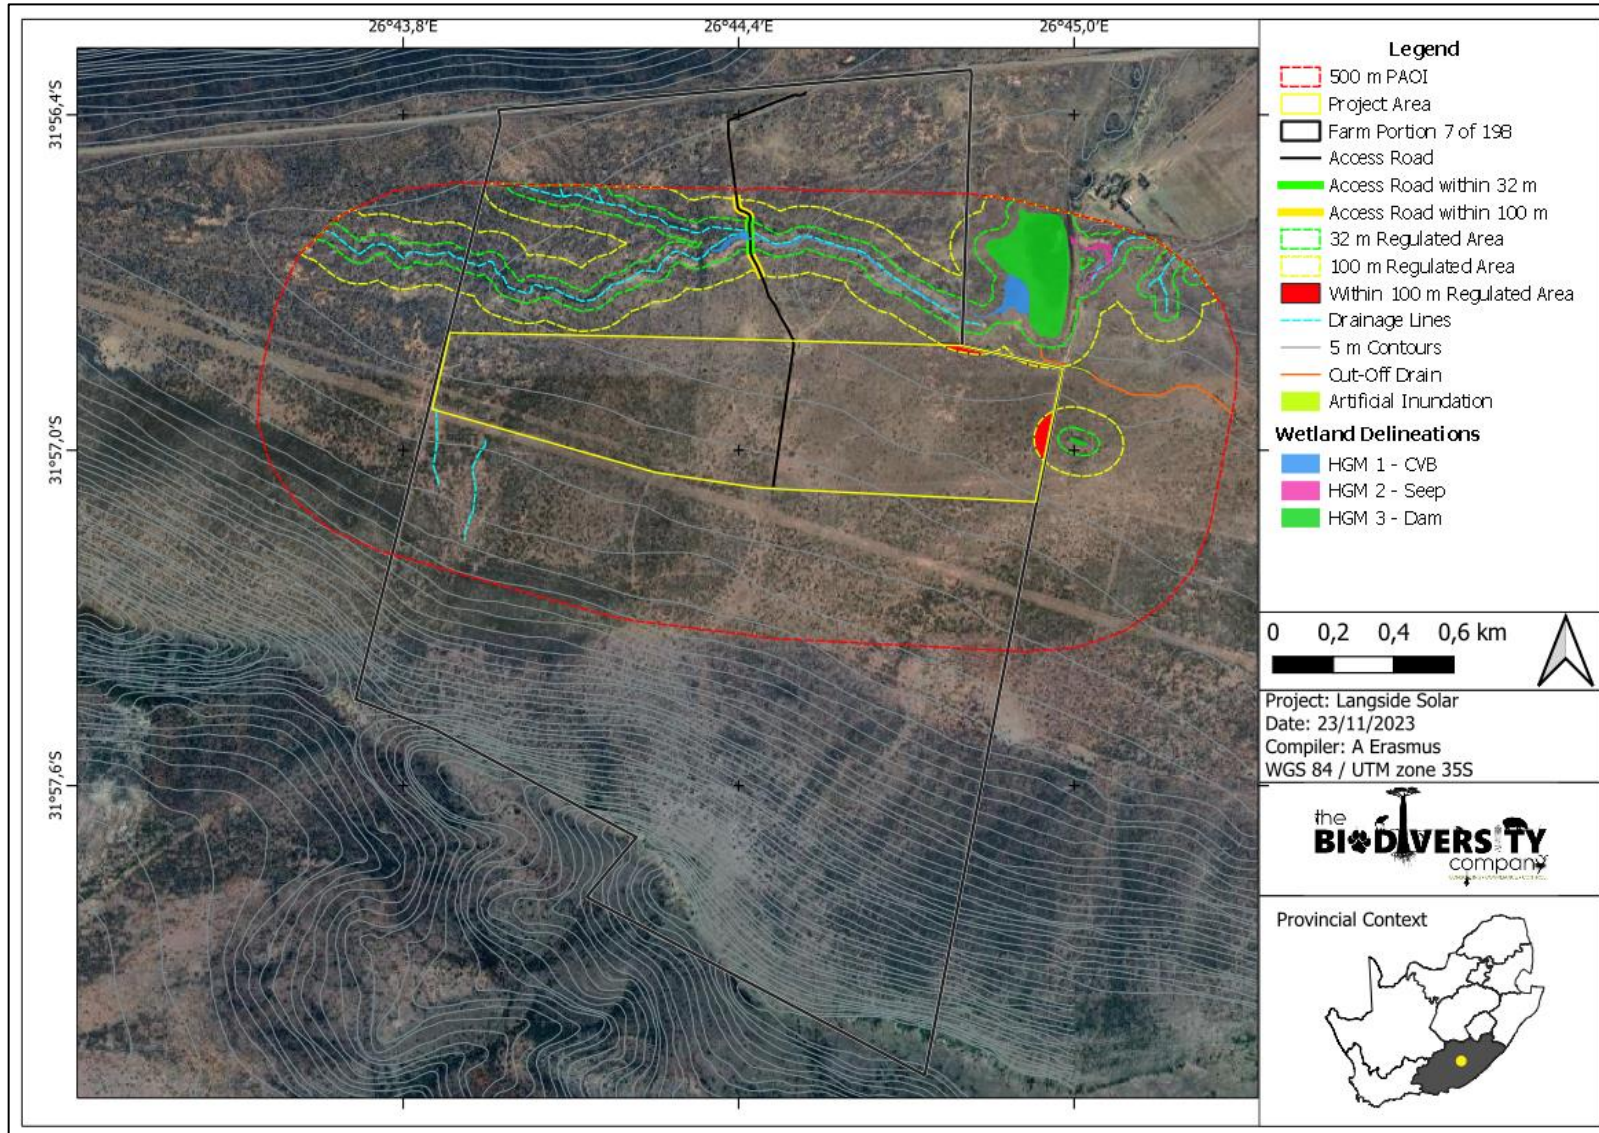 26°43,8'E 26°44,4'E 26°45,0'E
31°56,4'S
31°57,0'S
31°57,6'S
Legend
500 m PAOI
Project Area
Farm Portion 7 of 198
Access Road
Access Road within 32 m
Access Road within 100 m
32 m Regulated Area
100 m Regulated Area
Within 100 m Regulated Area
Drainage Lines
5 m Contours
Cut-Off Drain
Artificial Inundation
Wetland Delineations
HGM 1 - CVB
HGM 2 - Seep
HGM 3 - Dam
0 0,2 0,4 0,6 km
Project: Langside Solar
Date: 23/11/2023
Compiler: A Erasmus
WGS 84 / UTM zone 35S
the
BIODIVERSITY
company
Provincial Context